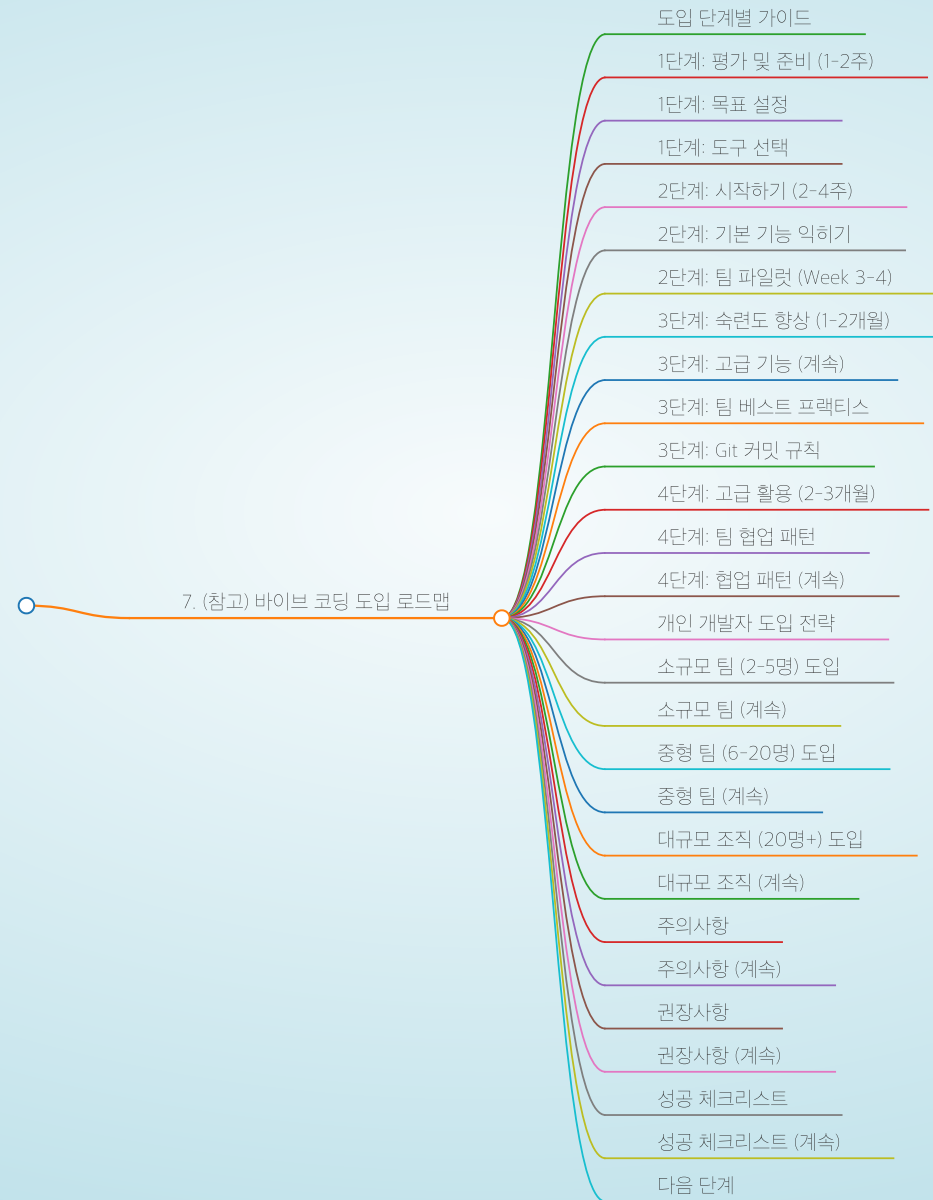 도입 단계별 가이드
1단계: 평가 및 준비 (1-2주)
1단계: 목표 설정
1단계: 도구 선택
2단계: 시작하기 (2-4주)
2단계: 기본 기능 익히기
2단계: 팀 파일럿 (Week 3-4)
3단계: 숙련도 향상 (1-2개월)
3단계: 고급 기능 (계속)
3단계: 팀 베스트 프랙티스
3단계: Git 커밋 규칙
4단계: 고급 활용 (2-3개월)
4단계: 팀 협업 패턴
4단계: 협업 패턴 (계속)
7. (참고) 바이브 코딩 도입 로드맵
개인 개발자 도입 전략
소규모 팀 (2-5명) 도입
소규모 팀 (계속)
중형 팀 (6-20명) 도입
중형 팀 (계속)
대규모 조직 (20명+) 도입
대규모 조직 (계속)
주의사항
주의사항 (계속)
권장사항
권장사항 (계속)
성공 체크리스트
성공 체크리스트 (계속)
다음 단계